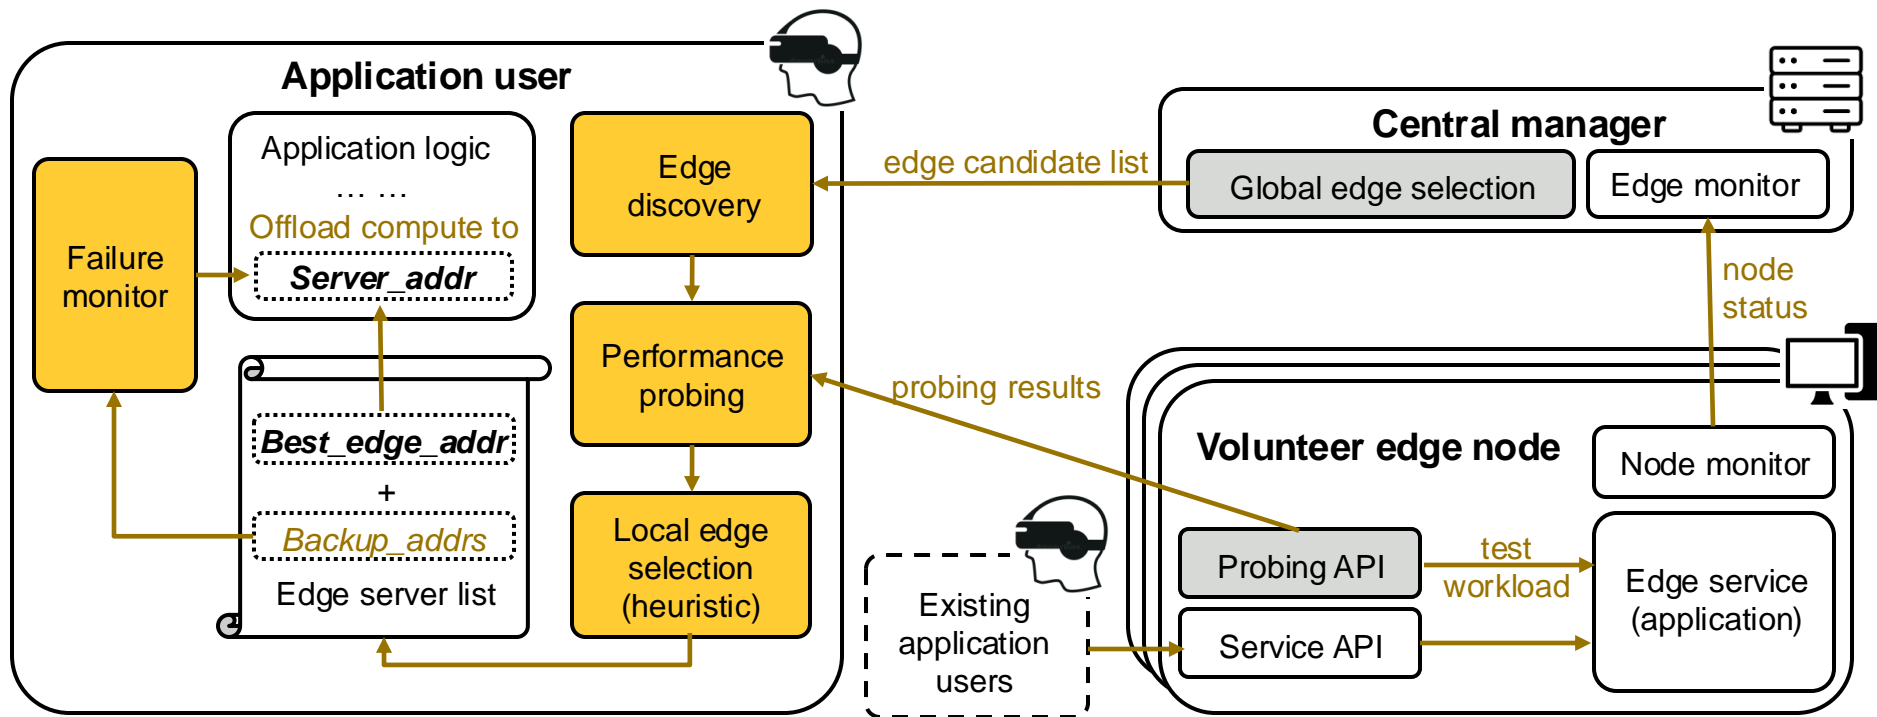 Application user
Application logic
... ...
Offload compute to
Server_addr
Failure
monitor
Best_edge_addr
+
Backup_addrs
Edge server list
Edge
discovery
Performance
probing
Local edge
selection
(heuristic)
edge candidate list
probing results
Central manager
Global edge selection
Edge monitor
node
status
Volunteer edge node
Node monitor
Probing API
test
workload
Service API
Edge service
(application)
Existing
application
users